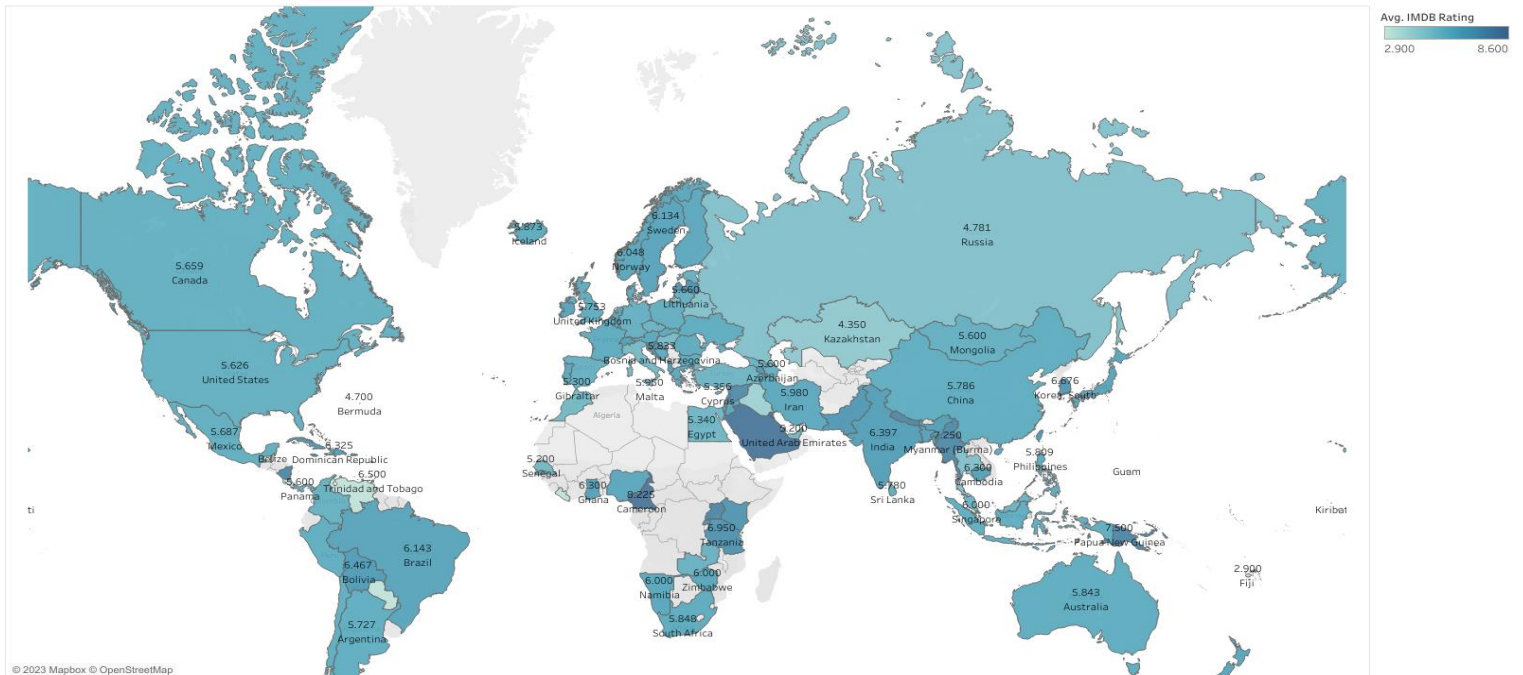 Avg. IMDB Rating
2.900 8.600
5.873
Iceland
6.134
Sweden
6.048
Norway
4.781
Russia
5.659
Canada
5.660
Lithuania
5.753
United Kingdom
4.350
Kazakhstan
5.600
Mongolia
5.833
Bosnia and Herzegovina
5.626
United States
5.600
Azerbaijan
5.300
Gibraltar
5.950
Malta
5.356
Cyprus
5.980
Iran
5.786
China
6.676
Korea, South
4.700
Bermuda
Algeria
5.340
Egypt
5.200
United Arab Emirates
6.397
India
7.250
Myanmar (Burma)
5.687
Mexico
6.325
Dominican Republic
Belize
5.809
Philippines
Guam
5.200
Senegal
6.300
Cambodia
6.500
Trinidad and Tobago
5.600
Panama
6.300
Ghana
8.225
Cameroon
5.780
Sri Lanka
6.000
Singapore
ti
Kiribat
6.950
Tanzania
7.500
Papua New Guinea
6.143
Brazil
6.467
Bolivia
6.000
Namibia
6.000
Zimbabwe
2.900
Fiji
5.843
Australia
5.727
Argentina
5.848
South Africa
© 2023 Mapbox © OpenStreetMap